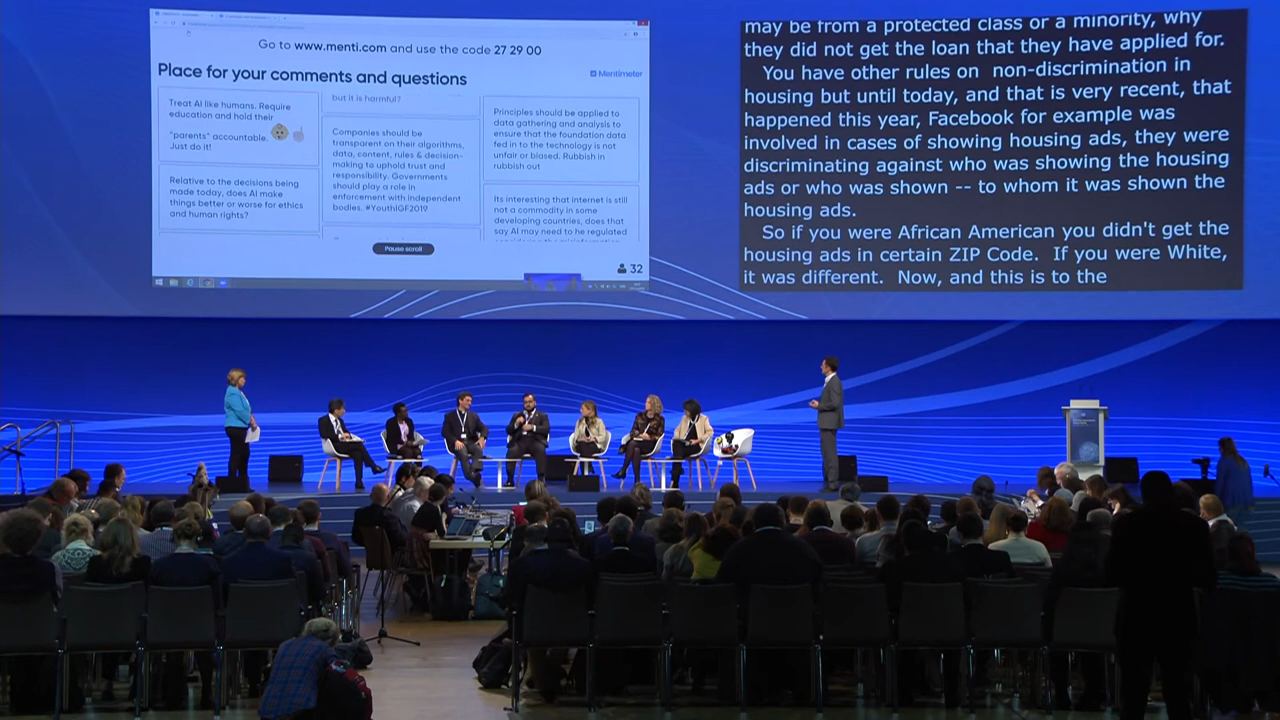 Go to www.menti.com and use the code 27 29 00
Place for your comments and questions
Mentimeter
Treat AI like humans. Require
education and hold their
"parents" accountable.
Just do it!
Relative to the decisions being
made today, does AI make
things better or worse for ethics
and human rights?
but it is harmful?
Companies should be
transparent on their algorithms,
data, content, rules & decision-
making to uphold trust and
responsibility. Governments
should play a role in
enforcement with independent
bodies. #YouthIGF2019
Principles should be applied to
data gathering and analysis to
ensure that the foundation data
fed in to the technology is not
unfair or biased. Rubbish in
rubbish out
Its interesting that internet is still
not a commodity in some
developing countries, does that
say AI may need to be regulated
Pause scroll
32
may be from a protected class or a minority, why
they did not get the loan that they have applied for.
You have other rules on non-discrimination in
housing but until today, and that is very recent, that
happened this year, Facebook for example was
involved in cases of showing housing ads, they were
discriminating against who was showing the housing
ads or who was shown -- to whom it was shown the
housing ads.
So if you were African American you didn't get the
housing ads in certain ZIP Code. If you were White,
it was different. Now, and this is to the